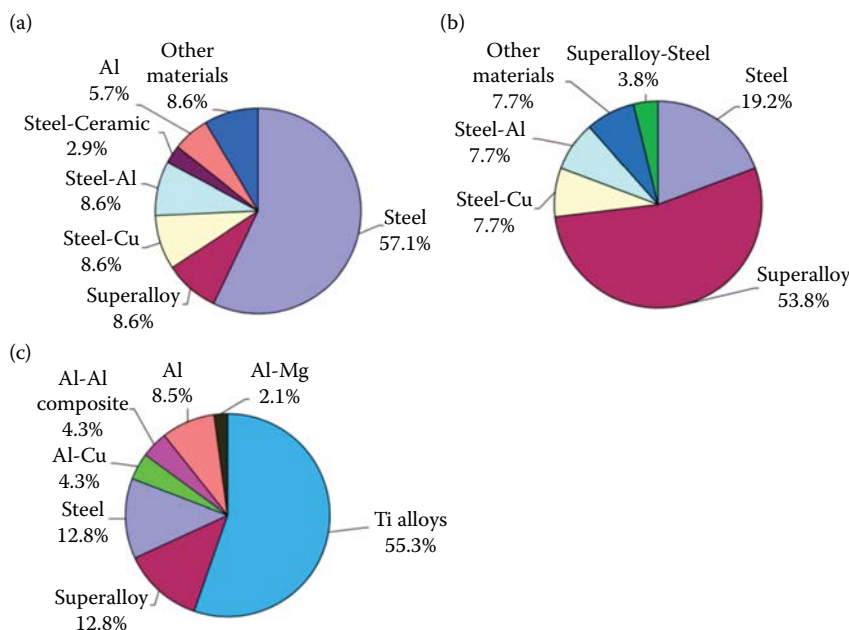 (a)
Other
materials
8.6%
Al
5.7%
Steel-Ceramic
2.9%
Steel-Al
8.6%
Steel-Cu
8.6%
Superalloy
8.6%
Steel
57.1%
(b)
Other
materials
7.7%
Superalloy-Steel
3.8%
Steel
19.2%
Steel-Al
7.7%
Steel-Cu
7.7%
Superalloy
53.8%
(c)
Al-Al
composite
4.3%
Al
8.5%
Al-Mg
2.1%
Al-Cu
4.3%
Steel
12.8%
Superalloy
12.8%
Ti alloys
55.3%